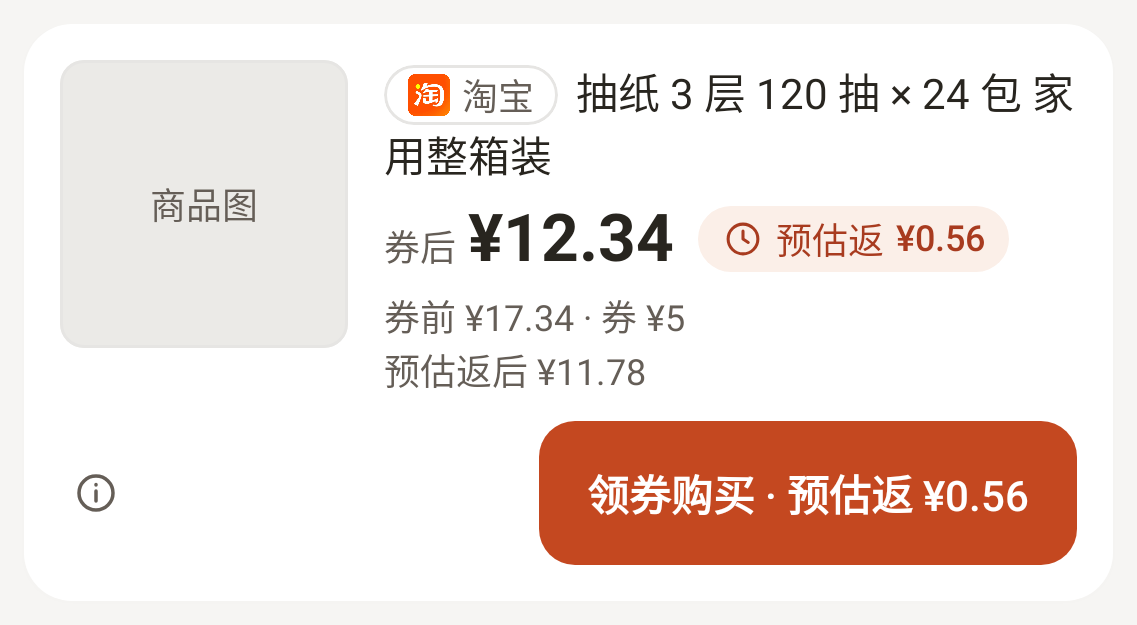 商品图
淘 淘宝 抽纸 3 层 120 抽 × 24 包 家
用整箱装
券后 ¥12.34 预估返 ¥0.56
券前 ¥17.34 · 券 ¥5
预估返后 ¥11.78
领券购买 · 预估返 ¥0.56